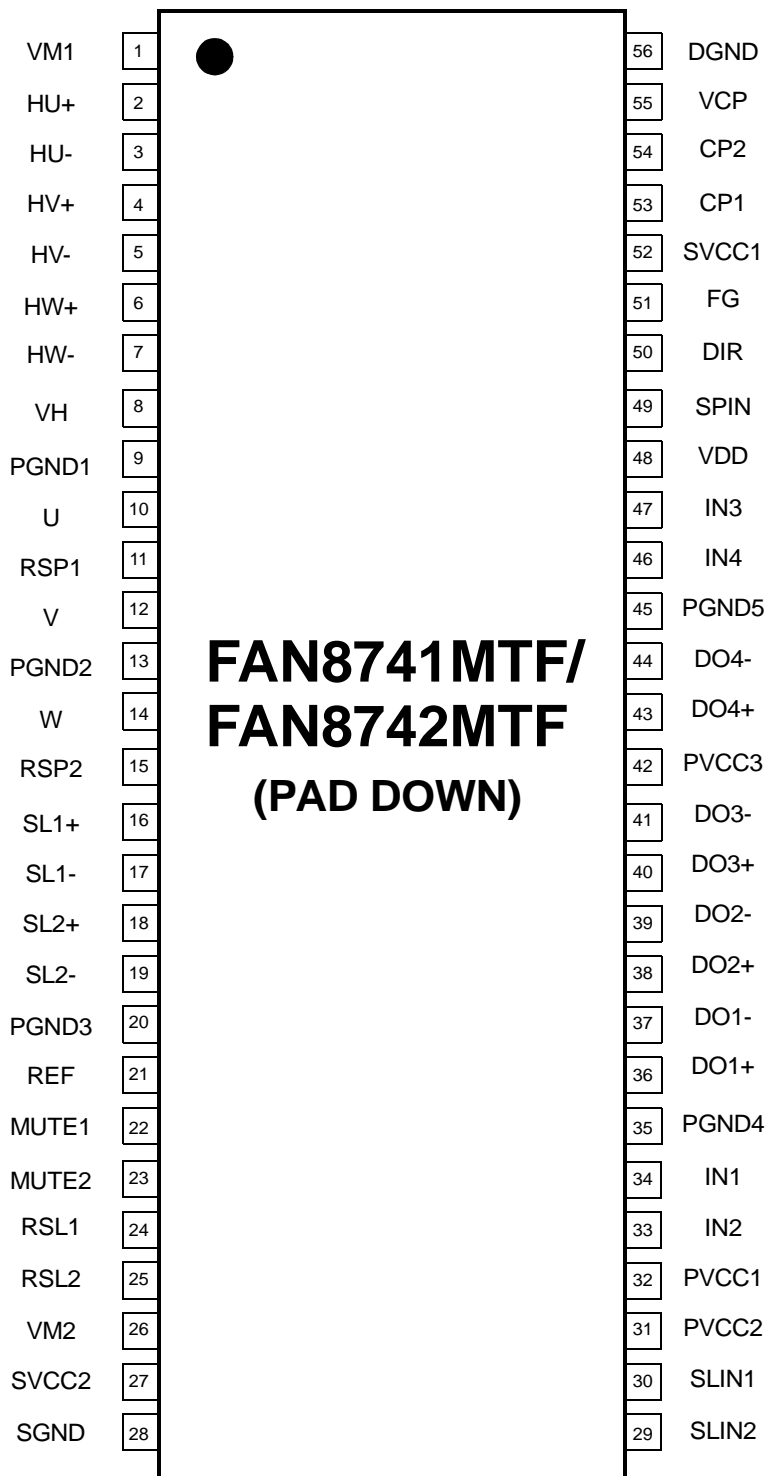 VM1 1 56 DGND
HU+ 2 55 VCP
HU- 3 54 CP2
HV+ 4 53 CP1
HV- 5 52 SVCC1
HW+ 6 51 FG
HW- 7 50 DIR
VH 8 49 SPIN
PGND1 9 48 VDD
U 10 47 IN3
RSP1 11 46 IN4
V 12 45 PGND5
FAN8741MTF/
PGND2 13 44 DO4-
W 14 43 DO4+
FAN8742MTF
RSP2 15 42 PVCC3
(PAD DOWN)
SL1+ 16 41 DO3-
SL1- 17 40 DO3+
SL2+ 18 39 DO2-
SL2- 19 38 DO2+
PGND3 20 37 DO1-
REF 21 36 DO1+
MUTE1 22 35 PGND4
MUTE2 23 34 IN1
RSL1 24 33 IN2
RSL2 25 32 PVCC1
VM2 26 31 PVCC2
SVCC2 27 30 SLIN1
SGND 28 29 SLIN2